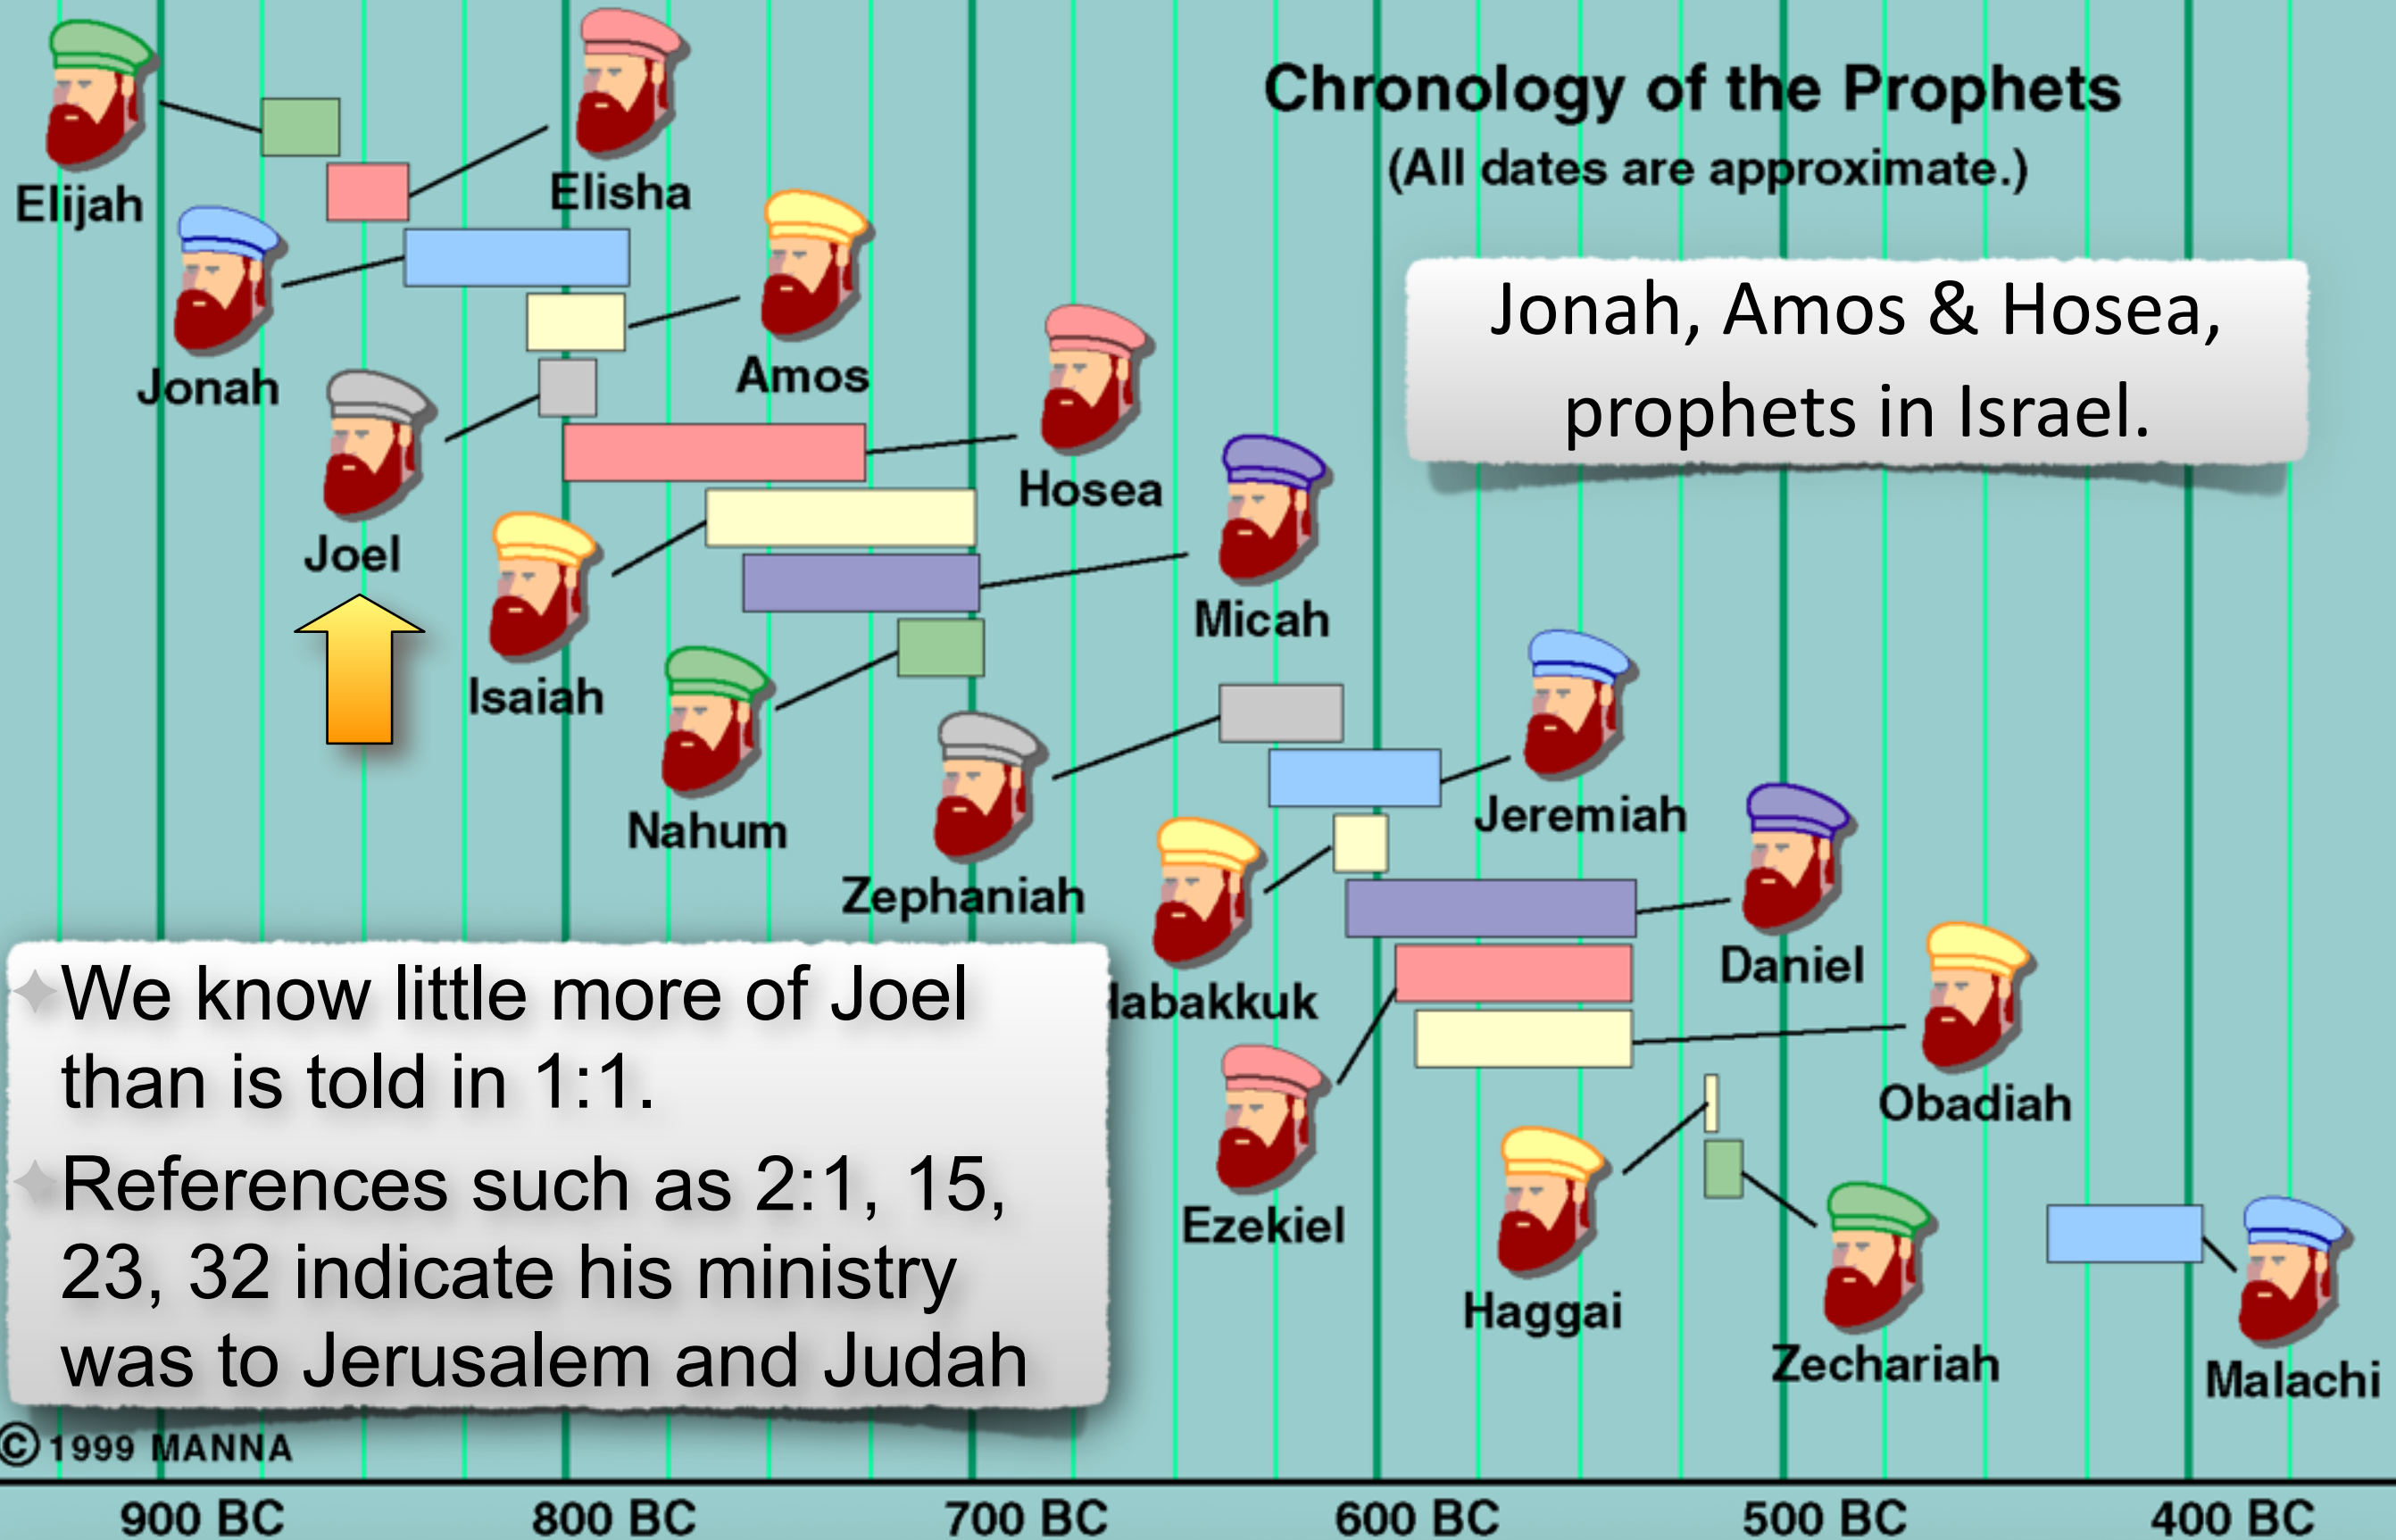 Chronology of the Prophets
(All dates are approximate.)
Elijah
Elisha
Jonah
Amos
Jonah, Amos & Hosea,
prophets in Israel.
Joel
Hosea
Isaiah
Micah
Nahum
Zephaniah
Jeremiah
Daniel
abakkuk
Ezekiel
Obadiah
Haggai
Zechariah
Malachi
We know little more of Joel
than is told in 1:1.
References such as 2:1, 15,
23, 32 indicate his ministry
was to Jerusalem and Judah
© 1999 MANNA
900 BC 800 BC 700 BC 600 BC 500 BC 400 BC